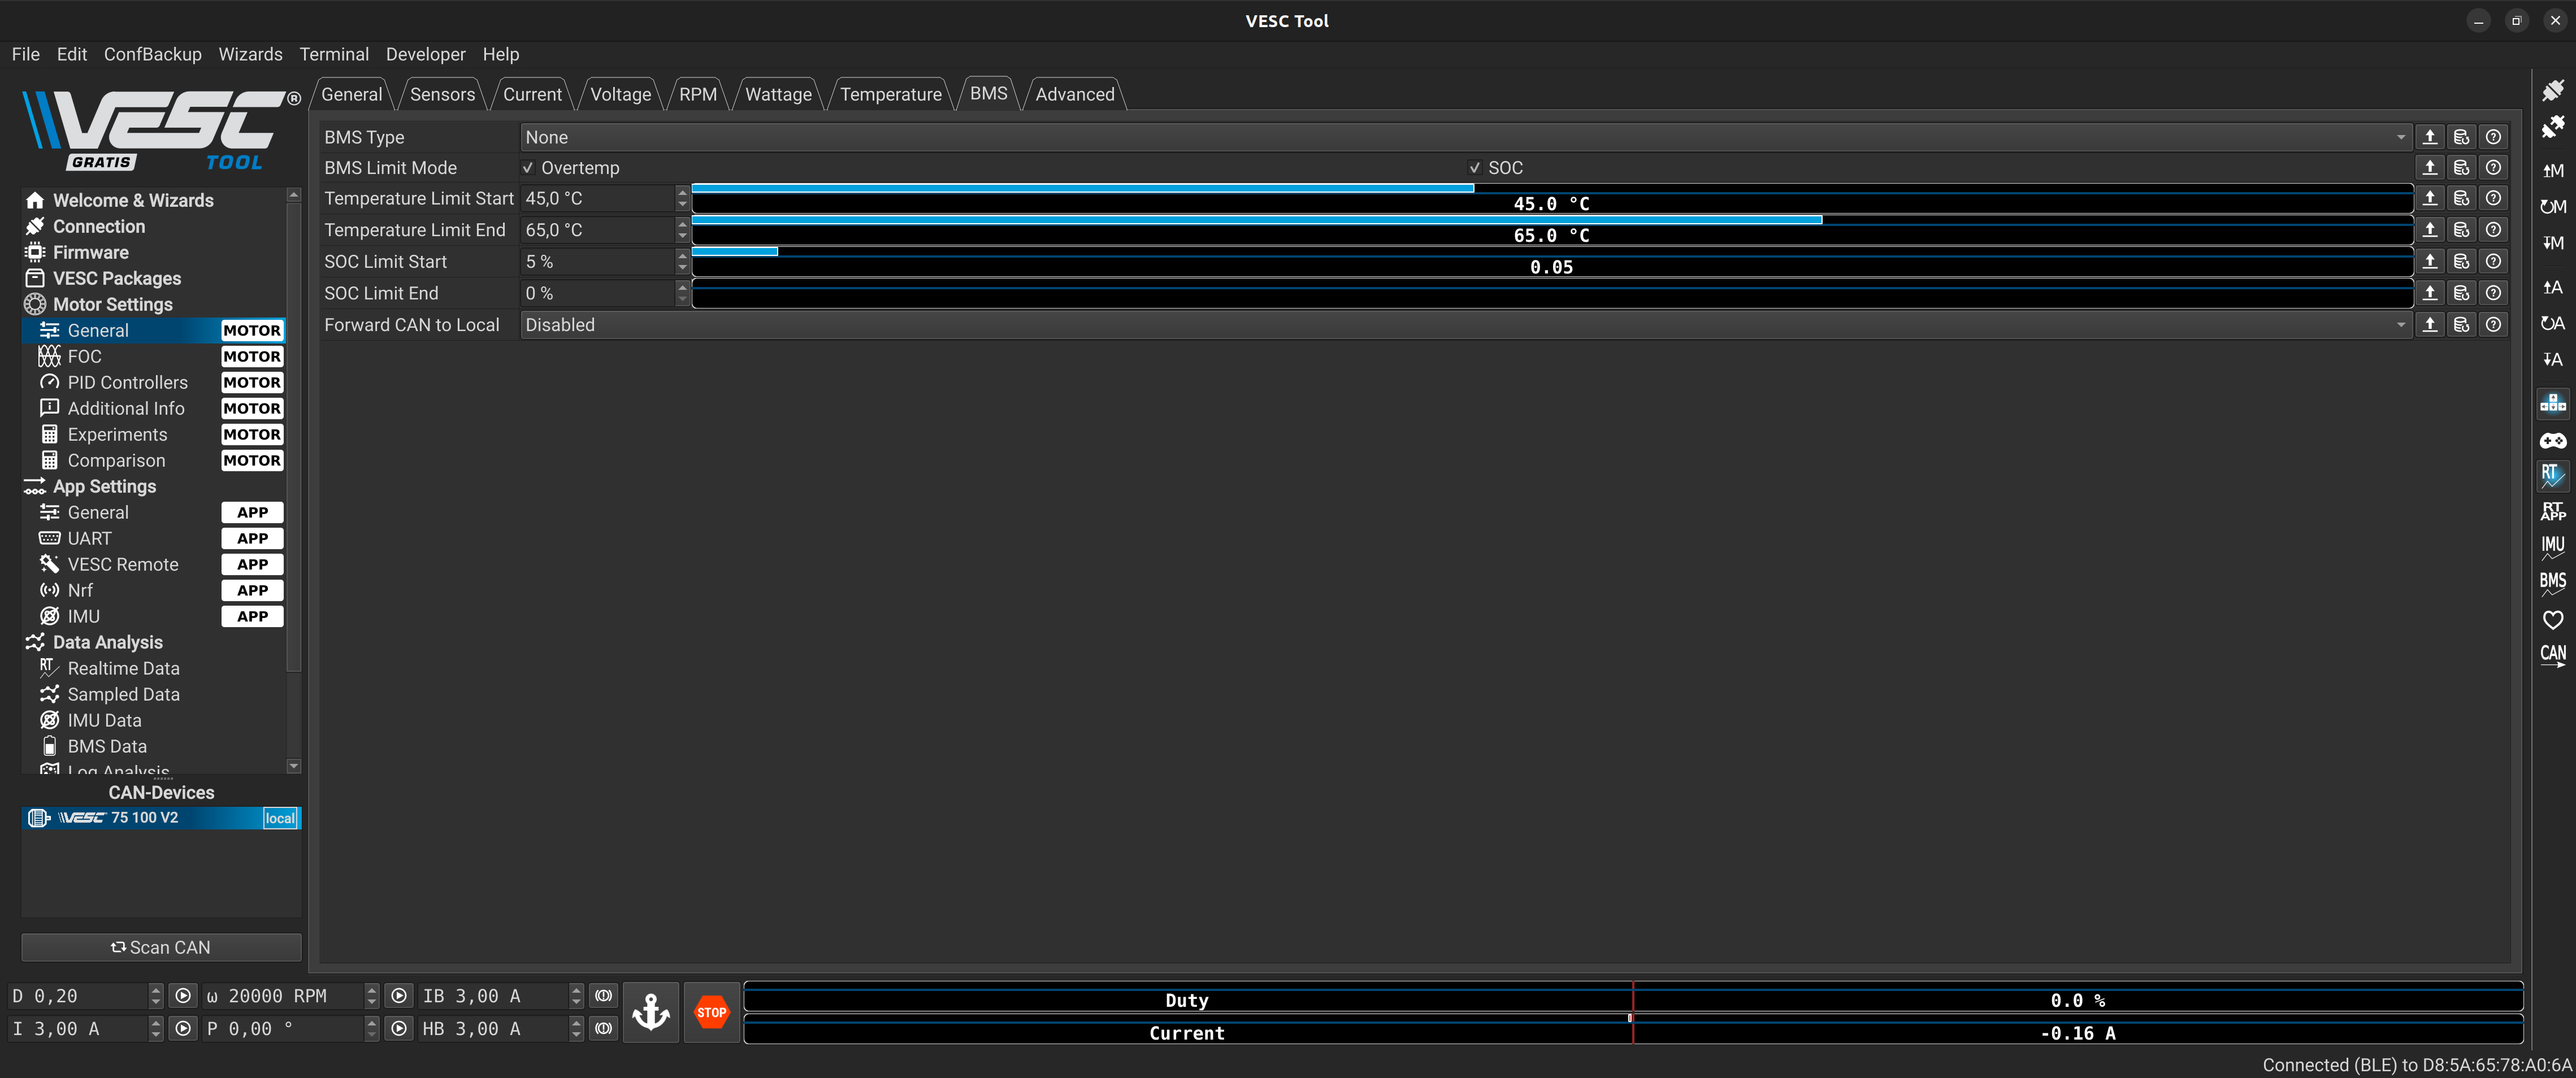 VESC Tool
File Edit ConfBackup Wizards Terminal Developer Help
VESC ®
GRATIS TOOL
General Sensors Current Voltage RPM Wattage Temperature BMS Advanced
BMS Type None
BMS Limit Mode Overtemp SOC
Temperature Limit Start 45,0 °C 45.0 °C
Temperature Limit End 65,0 °C 65.0 °C
SOC Limit Start 5 % 0.05
SOC Limit End 0 %
Forward CAN to Local Disabled
Welcome & Wizards
Connection
Firmware
VESC Packages
Motor Settings
General MOTOR
FOC MOTOR
PID Controllers MOTOR
Additional Info MOTOR
Experiments MOTOR
Comparison MOTOR
App Settings
General APP
UART APP
VESC Remote APP
Nrf APP
IMU APP
Data Analysis
RT Realtime Data
Sampled Data
IMU Data
BMS Data
Log Analysis
CAN-Devices
VESC 75 100 V2 local
Scan CAN
M
M
M
A
A
A
RT
RT APP
IMU
BMS
CAN
D 0,20 ω 20000 RPM IB 3,00 A
I 3,00 A P 0,00 ° HB 3,00 A
STOP
Duty 0.0 %
Current -0.16 A
Connected (BLE) to D8:5A:65:78:A0:6A